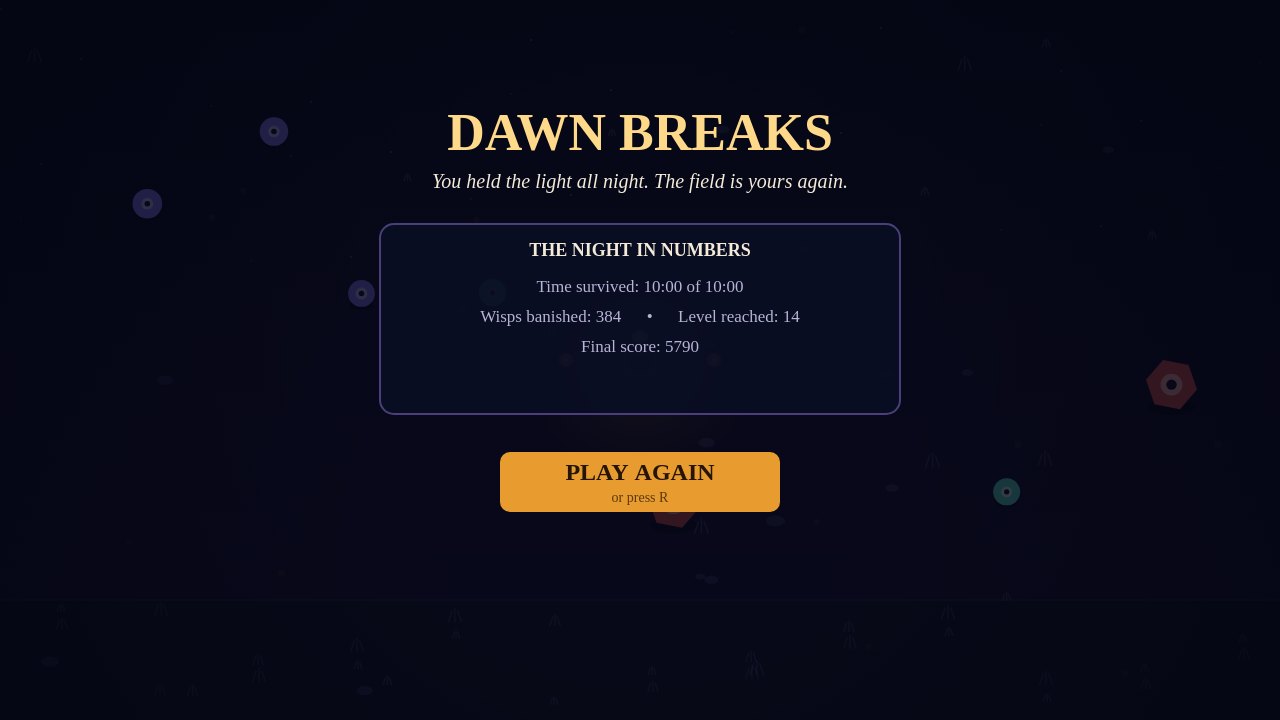 DAWN BREAKS
You held the light all night. The field is yours again.
THE NIGHT IN NUMBERS
Time survived: 10:00 of 10:00
Wisps banished: 384 • Level reached: 14
Final score: 5790
PLAY AGAIN
or press R